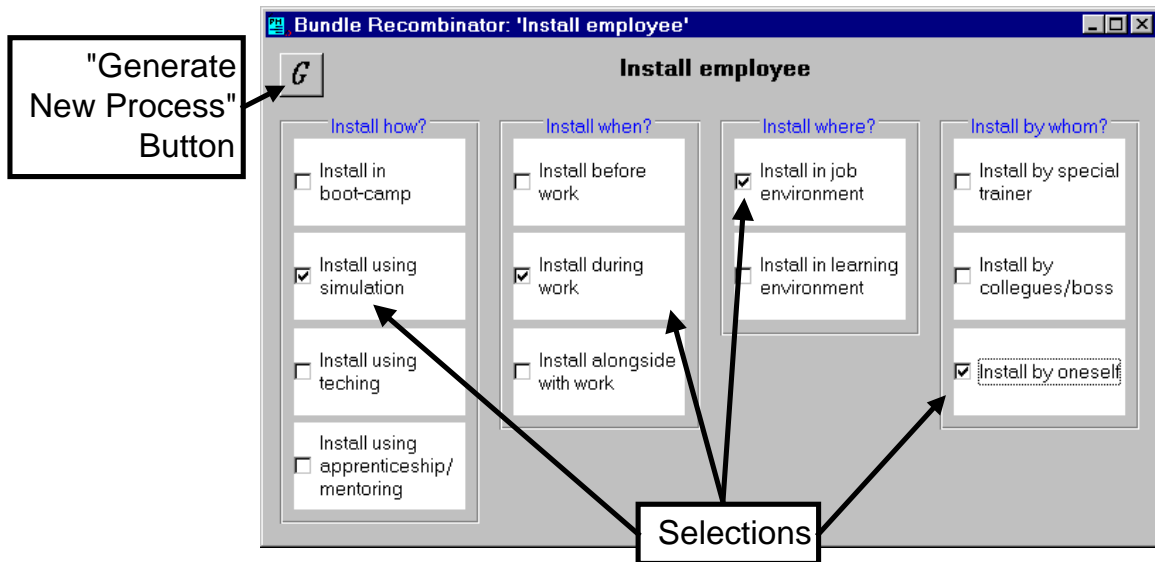 Bundle Recombinator: 'Install employee'
"Generate
New Process"
Button
G
Install employee
Install how?
Install in
boot-camp
Install using
simulation
Install using
teching
Install using
apprenticeship/
mentoring
Install when?
Install before
work
Install during
work
Install alongside
with work
Install where?
Install in job
environment
Install in learning
environment
Install by whom?
Install by special
trainer
Install by
collegues/boss
Install by oneself
Selections